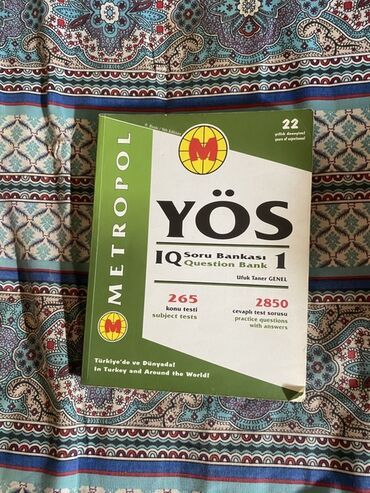 METROPOL
M
22
yıllık deneyim!
years of experience!
M
YÖS
IQ Soru Bankası 1
Question Bank
Ufuk Taner GENEL
265
konu testi
subject tests
2850
cevaplı test sorusu
practice questions
with answers
M
Türkiye'de ve Dünyada!
In Turkey and Around the World!